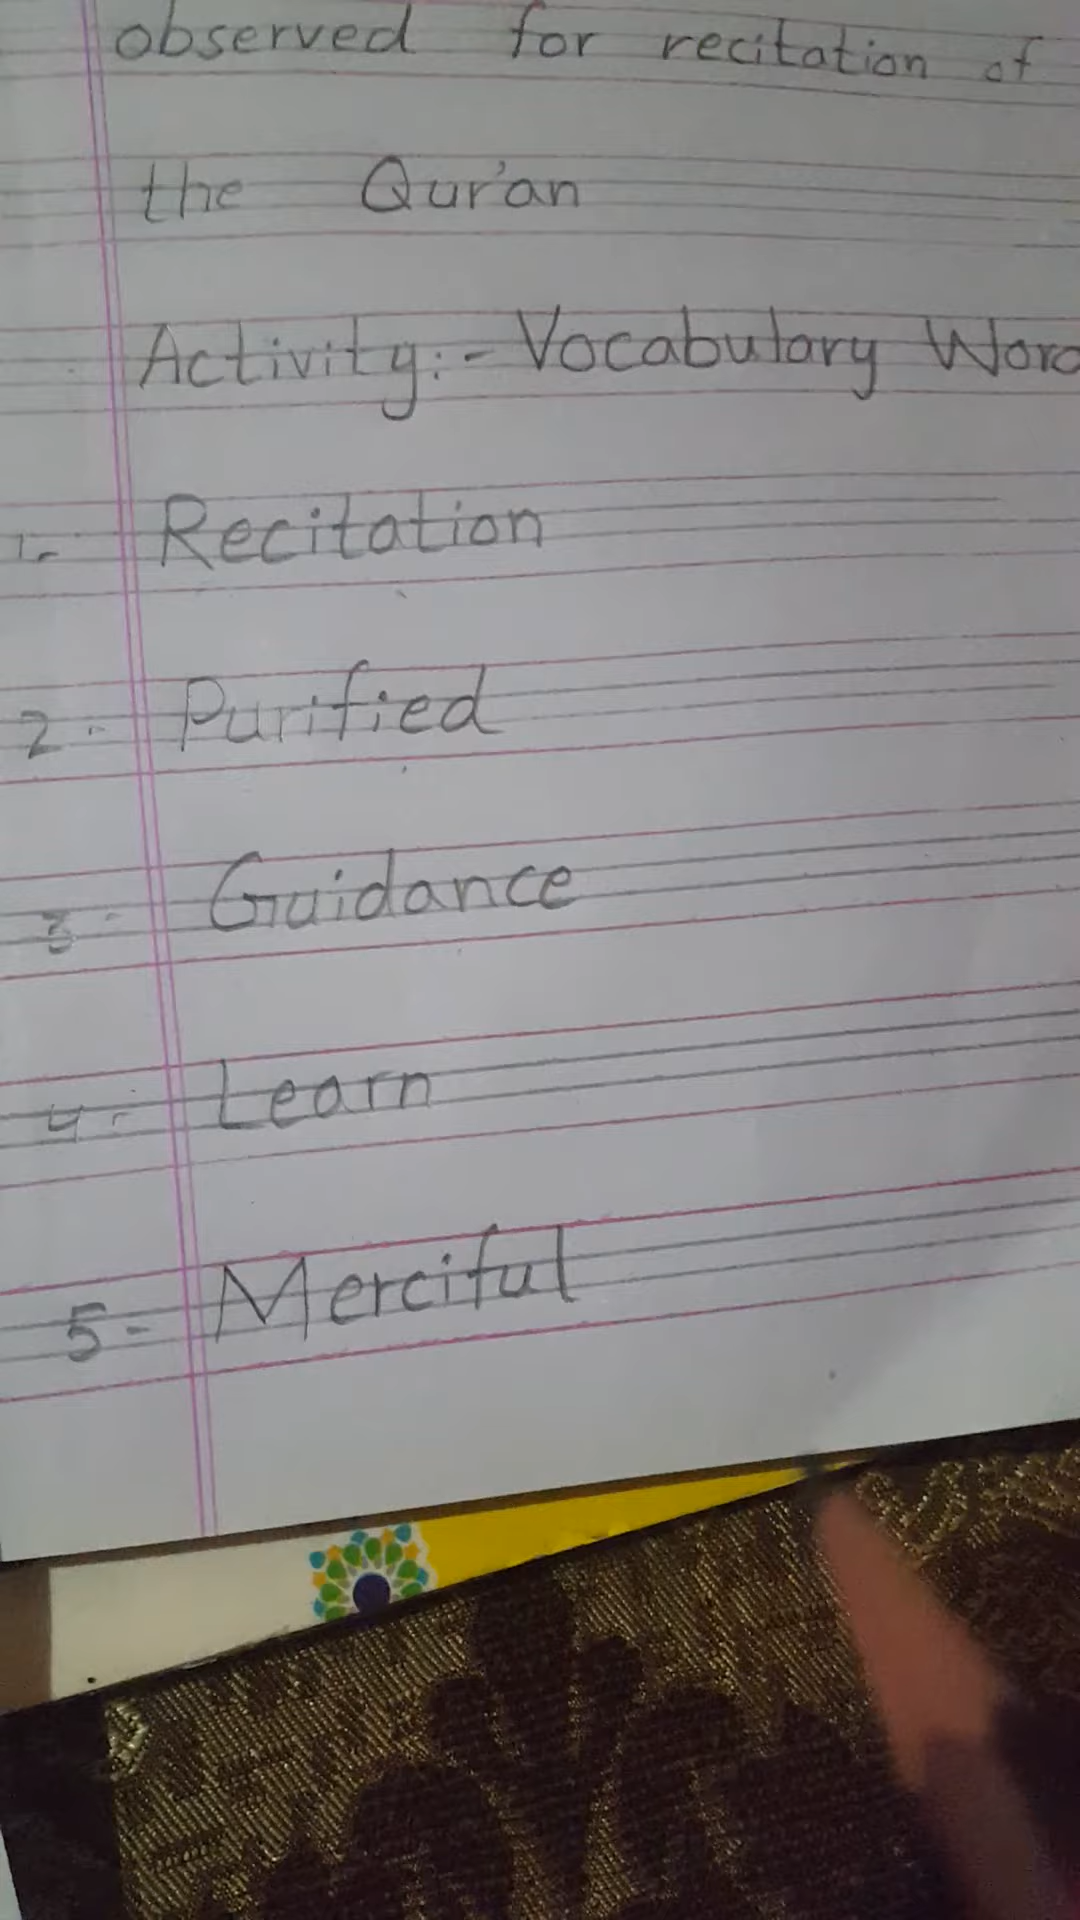 observed for recitation of
the Qur'an
Activity:- Vocabulary Word
1- Recitation
2- Purified
3- Guidance
4- Learn
5- Merciful